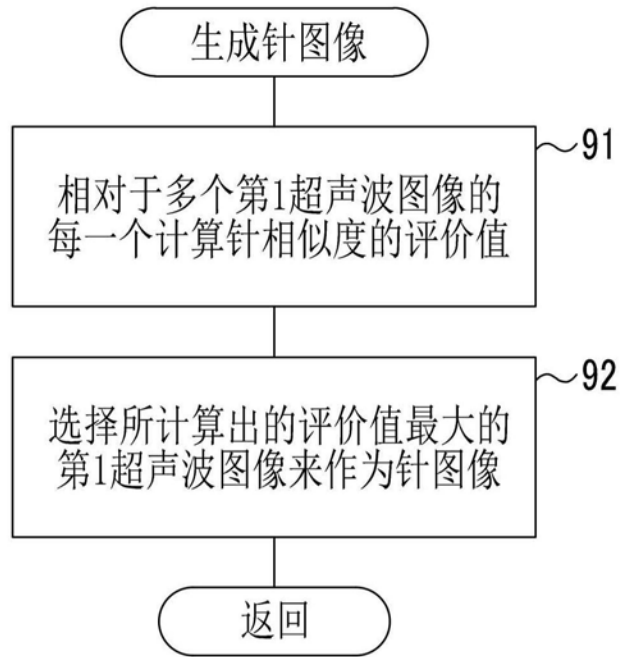 生成针图像
91
相对于多个第1超声波图像的
每一个计算针相似度的评价值
92
选择所计算出的评价值最大的
第1超声波图像来作为针图像
返回